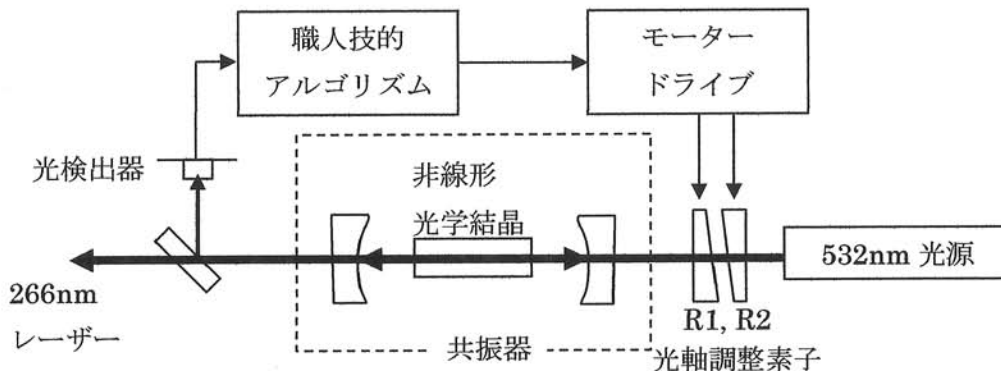 職人技的
アルゴリズム
モーター
ドライブ
光検出器
非線形
光学結晶
532nm 光源
266nm
レーザー
R1, R2
光軸調整素子
共振器